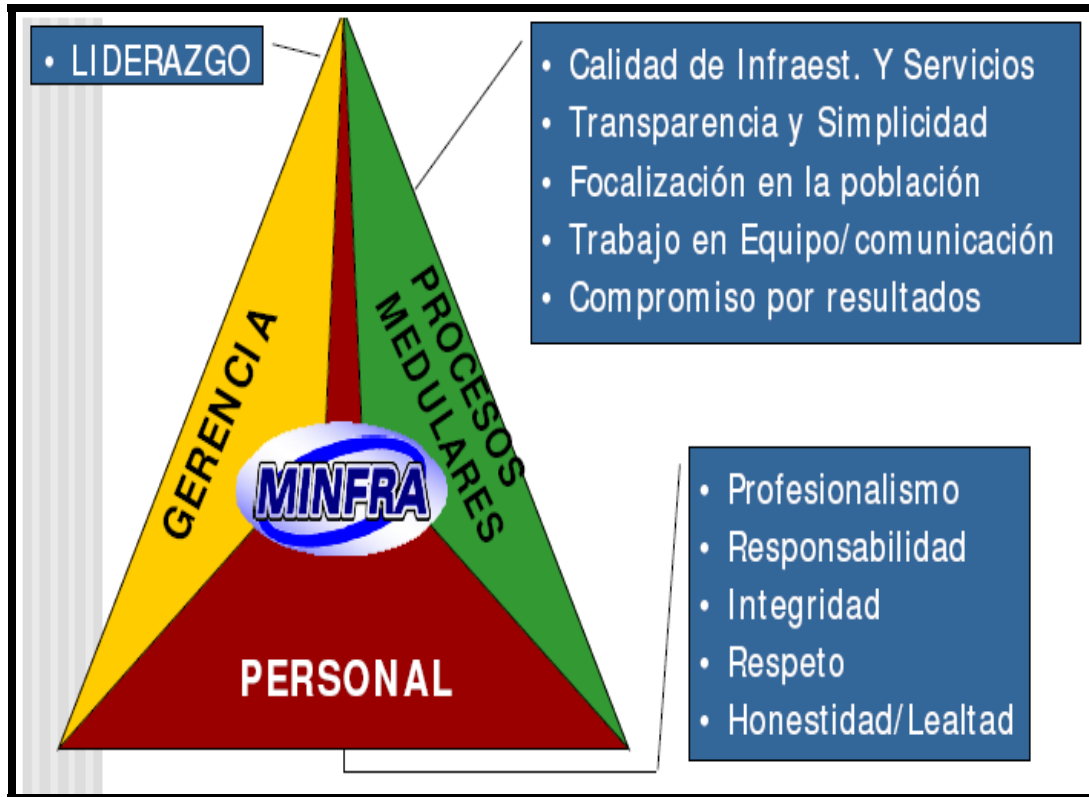 • LIDERAZGO
• Calidad de Infraest. Y Servicios
• Transparencia y Simplicidad
• Focalización en la población
• Trabajo en Equipo/comunicación
• Compromiso por resultados
GERENCIA
PROCESOS
MEDULARES
MINFRA
PERSONAL
• Profesionalismo
• Responsabilidad
• Integridad
• Respeto
• Honestidad/Lealtad